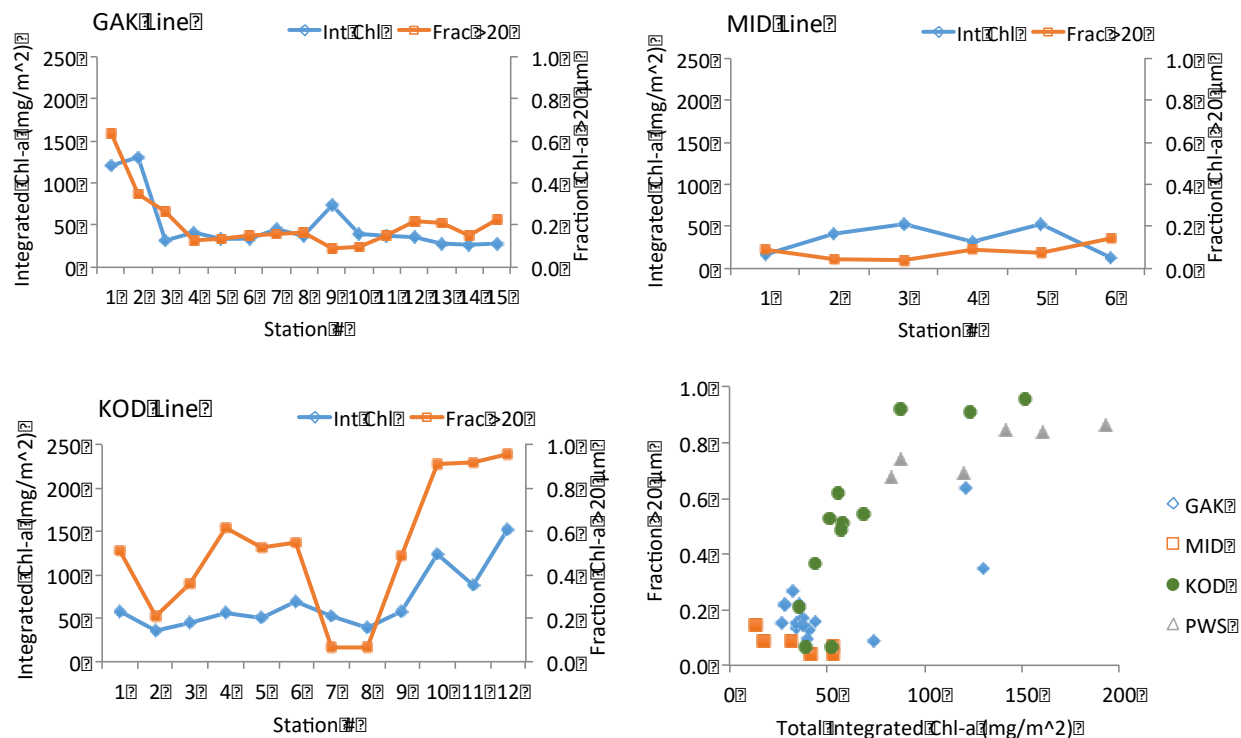 GAK Line
Int Chl Frac >20
Integrated Chl-a (mg/m^2)
250
200
150
100
50
0
1.0
0.8
0.6
0.4
0.2
0.0
Fraction Chl-a >20 µm
1 2 3 4 5 6 7 8 9 10 11 12 13 14 15
Station #
MID Line
Int Chl Frac >20
Integrated Chl-a (mg/m^2)
250
200
150
100
50
0
1.0
0.8
0.6
0.4
0.2
0.0
Fraction Chl-a >20 µm
1 2 3 4 5 6
Station #
KOD Line
Int Chl Frac >20
Integrated Chl-a (mg/m^2)
250
200
150
100
50
0
1.0
0.8
0.6
0.4
0.2
0.0
Fraction Chl-a >20 µm
1 2 3 4 5 6 7 8 9 10 11 12
Station #
Fraction >20 µm
1.0
0.8
0.6
0.4
0.2
0.0
0 50 100 150 200
Total Integrated Chl-a (mg/m^2)
GAK
MID
KOD
PWS